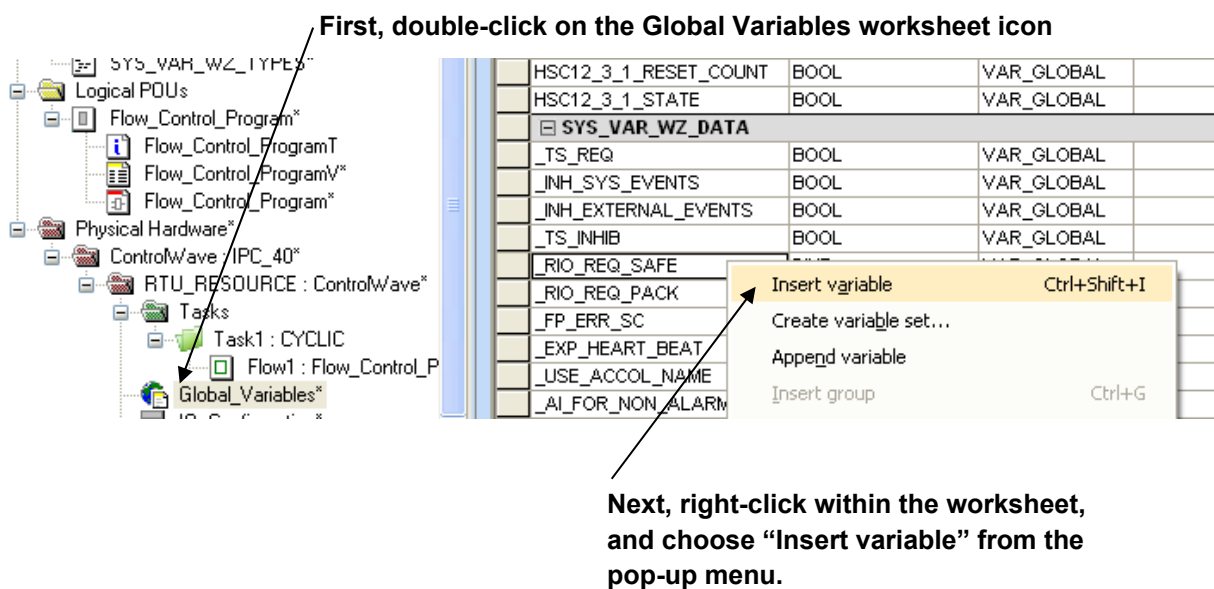 First, double-click on the Global Variables worksheet icon
SYS_VAR_WZ_TYPES*
Logical POUs
Flow_Control_Program*
Flow_Control_ProgramT
Flow_Control_ProgramV*
Flow_Control_Program*
Physical Hardware*
ControlWave : IPC_40*
RTU_RESOURCE : ControlWave*
Tasks
Task1 : CYCLIC
Flow1 : Flow_Control_P
Global_Variables*
HSC12_3_1_RESET_COUNT BOOL VAR_GLOBAL
HSC12_3_1_STATE BOOL VAR_GLOBAL
SYS_VAR_WZ_DATA
_TS_REQ BOOL VAR_GLOBAL
_INH_SYS_EVENTS BOOL VAR_GLOBAL
_INH_EXTERNAL_EVENTS BOOL VAR_GLOBAL
_TS_INHIB BOOL VAR_GLOBAL
_RIO_REQ_SAFE
_RIO_REQ_PACK
_FP_ERR_SC
_EXP_HEART_BEAT
_USE_ACCOL_NAME
_AI_FOR_NON_ALARM
Insert variable Ctrl+Shift+I
Create variable set...
Append variable
Insert group Ctrl+G
Next, right-click within the worksheet,
and choose “Insert variable” from the
pop-up menu.